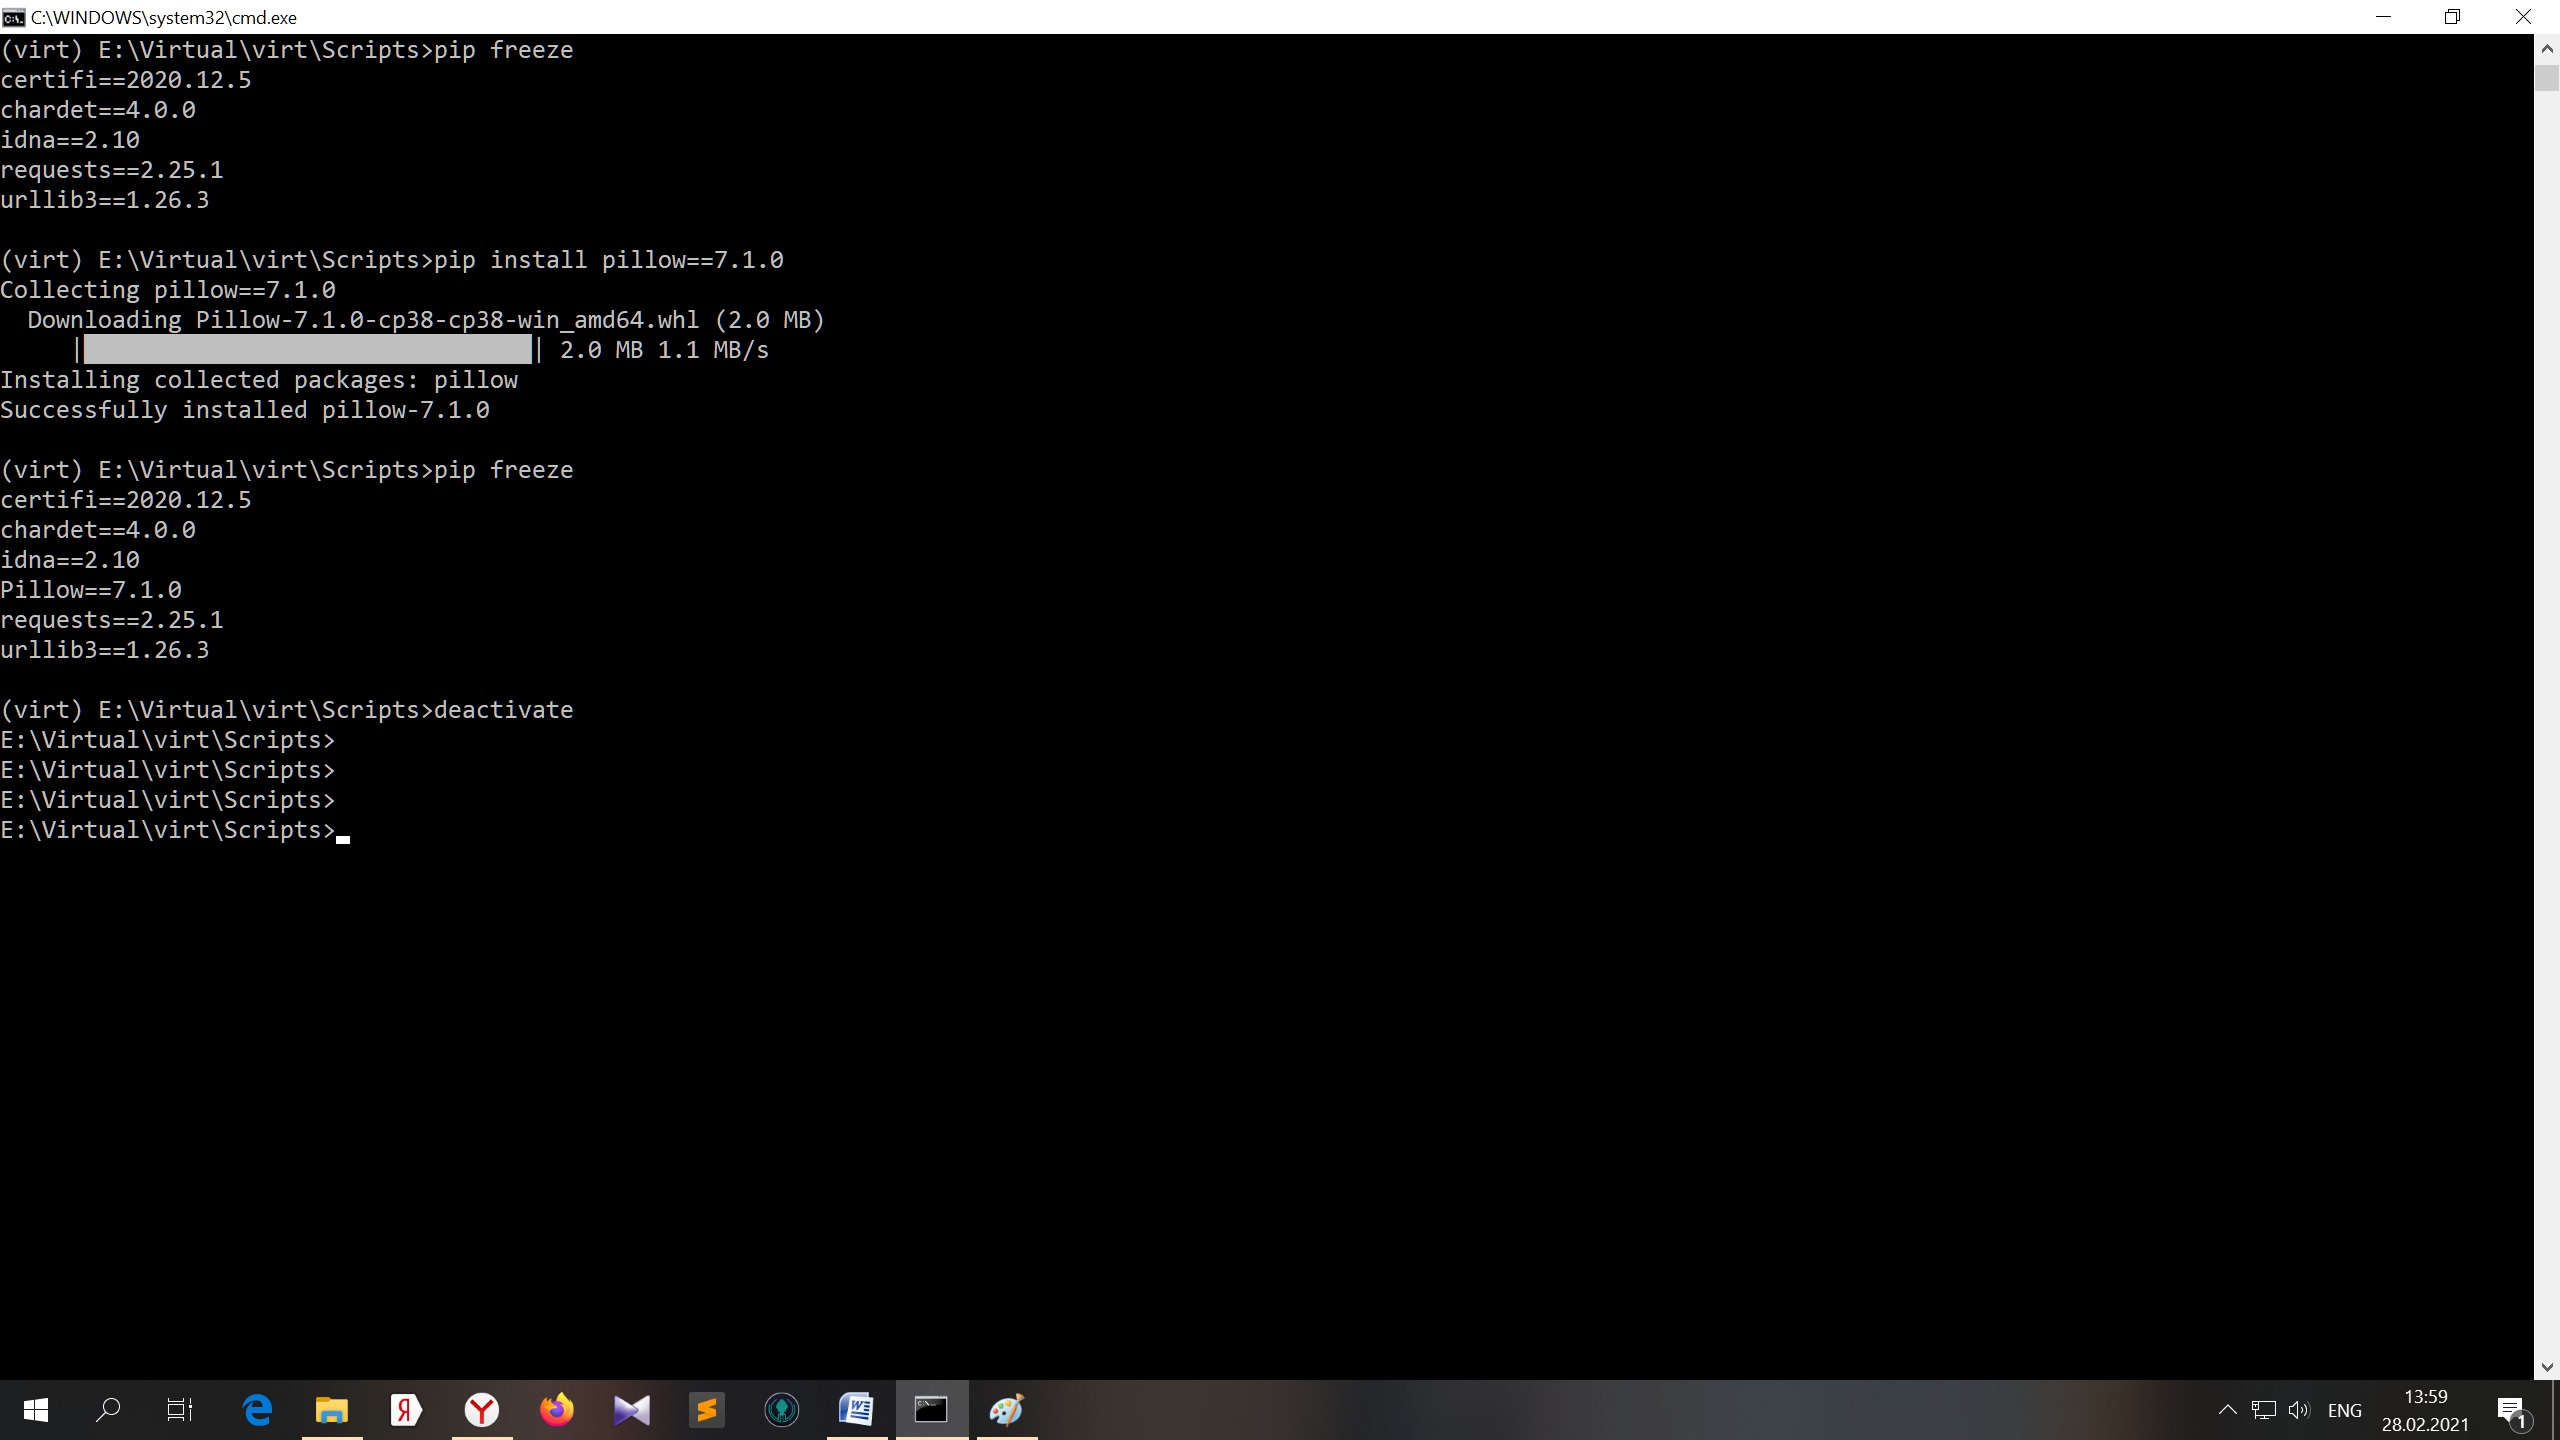 C:\WINDOWS\system32\cmd.exe
(virt) E:\Virtual\virt\Scripts>pip freeze
certifi==2020.12.5
chardet==4.0.0
idna==2.10
requests==2.25.1
urllib3==1.26.3
(virt) E:\Virtual\virt\Scripts>pip install pillow==7.1.0
Collecting pillow==7.1.0
  Downloading Pillow-7.1.0-cp38-cp38-win_amd64.whl (2.0 MB)
| | 2.0 MB 1.1 MB/s
Installing collected packages: pillow
Successfully installed pillow-7.1.0
(virt) E:\Virtual\virt\Scripts>pip freeze
certifi==2020.12.5
chardet==4.0.0
idna==2.10
Pillow==7.1.0
requests==2.25.1
urllib3==1.26.3
(virt) E:\Virtual\virt\Scripts>deactivate
E:\Virtual\virt\Scripts>
E:\Virtual\virt\Scripts>
E:\Virtual\virt\Scripts>
E:\Virtual\virt\Scripts>
ENG
13:59
28.02.2021
1